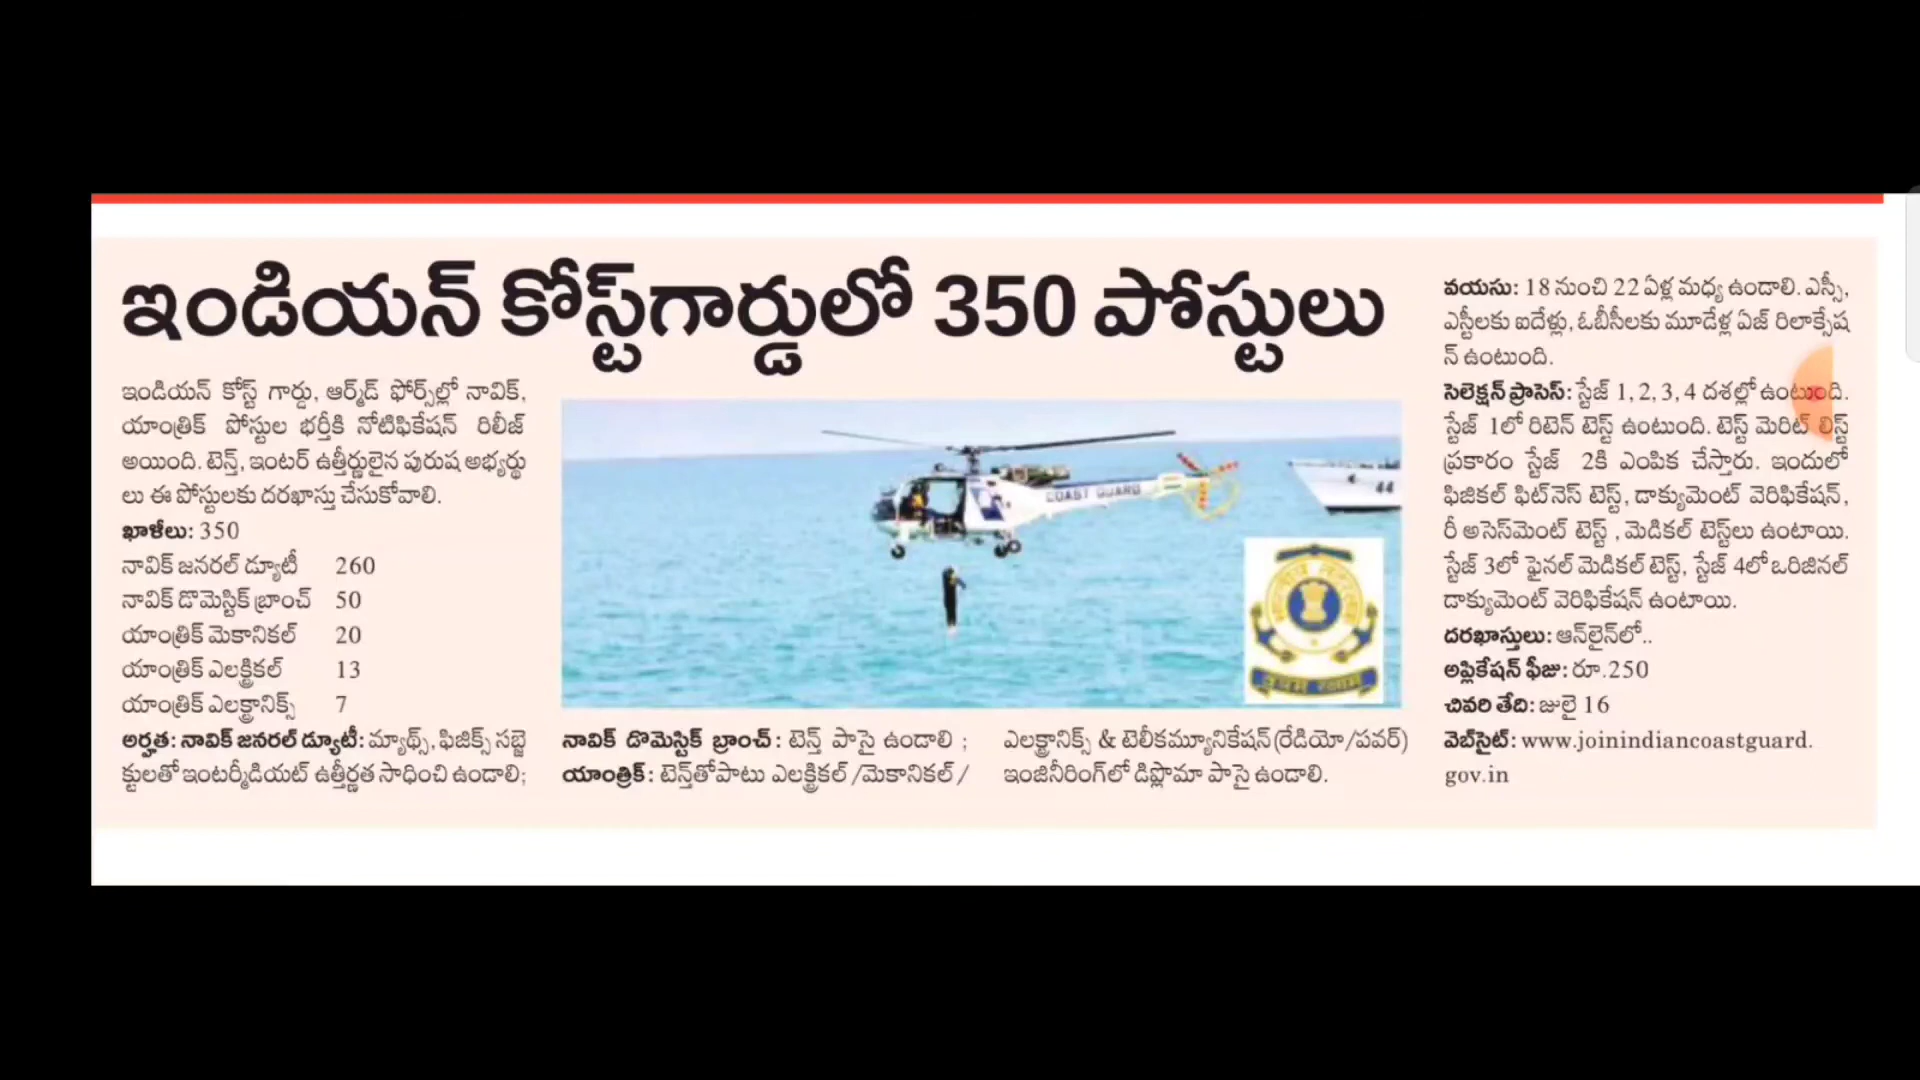 ఇండియన్ కోస్ట్‌గార్డులో 350 పోస్టులు
ఇండియన్ కోస్ట్ గార్డు, ఆర్మ్‌డ్ ఫోర్స్‌ల్లో నావిక్,
యాంత్రిక్ పోస్టుల భర్తీకి నోటిఫికేషన్ రిలీజ్
అయింది. టెన్త్, ఇంటర్ ఉత్తీర్ణులైన పురుష అభ్యర్థు
లు ఈ పోస్టులకు దరఖాస్తు చేసుకోవాలి.
ఖాళీలు: 350
నావిక్ జనరల్ డ్యూటీ 260
నావిక్ డొమెస్టిక్ బ్రాంచ్ 50
యాంత్రిక్ మెకానికల్ 20
యాంత్రిక్ ఎలక్ట్రికల్ 13
యాంత్రిక్ ఎలక్ట్రానిక్స్ 7
అర్హత: నావిక్ జనరల్ డ్యూటీ: మ్యాథ్స్, ఫిజిక్స్ సబ్జె
క్టులతో ఇంటర్మీడియట్ ఉత్తీర్ణత సాధించి ఉండాలి;
COAST GUARD
44
నావిక్ డొమెస్టిక్ బ్రాంచ్: టెన్త్ పాసై ఉండాలి ;
యాంత్రిక్: టెన్త్‌తోపాటు ఎలక్ట్రికల్ /మెకానికల్ /
ఎలక్ట్రానిక్స్ & టెలీకమ్యూనికేషన్ (రేడియో/పవర్)
ఇంజినీరింగ్‌లో డిప్లొమా పాసై ఉండాలి.
వయసు: 18 నుంచి 22 ఏళ్ల మధ్య ఉండాలి. ఎస్సీ,
ఎస్టీలకు ఐదేళ్లు, ఓబీసీలకు మూడేళ్ల ఏజ్ రిలాక్సేష
న్ ఉంటుంది.
సెలెక్షన్ ప్రాసెస్: స్టేజ్ 1, 2, 3, 4 దశల్లో ఉంటుంది.
స్టేజ్ 1లో రిటెన్ టెస్ట్ ఉంటుంది. టెస్ట్ మెరిట్ లిస్ట్
ప్రకారం స్టేజ్ 2కి ఎంపిక చేస్తారు. ఇందులో
ఫిజికల్ ఫిట్‌నెస్ టెస్ట్, డాక్యుమెంట్ వెరిఫికేషన్,
రీ అసెస్‌మెంట్ టెస్ట్ , మెడికల్ టెస్ట్‌లు ఉంటాయి.
స్టేజ్ 3లో ఫైనల్ మెడికల్ టెస్ట్, స్టేజ్ 4లో ఒరిజినల్
డాక్యుమెంట్ వెరిఫికేషన్ ఉంటాయి.
దరఖాస్తులు: ఆన్‌లైన్‌లో..
అప్లికేషన్ ఫీజు: రూ.250
చివరి తేది: జులై 16
వెబ్‌సైట్: www.joinindiancoastguard.
gov.in